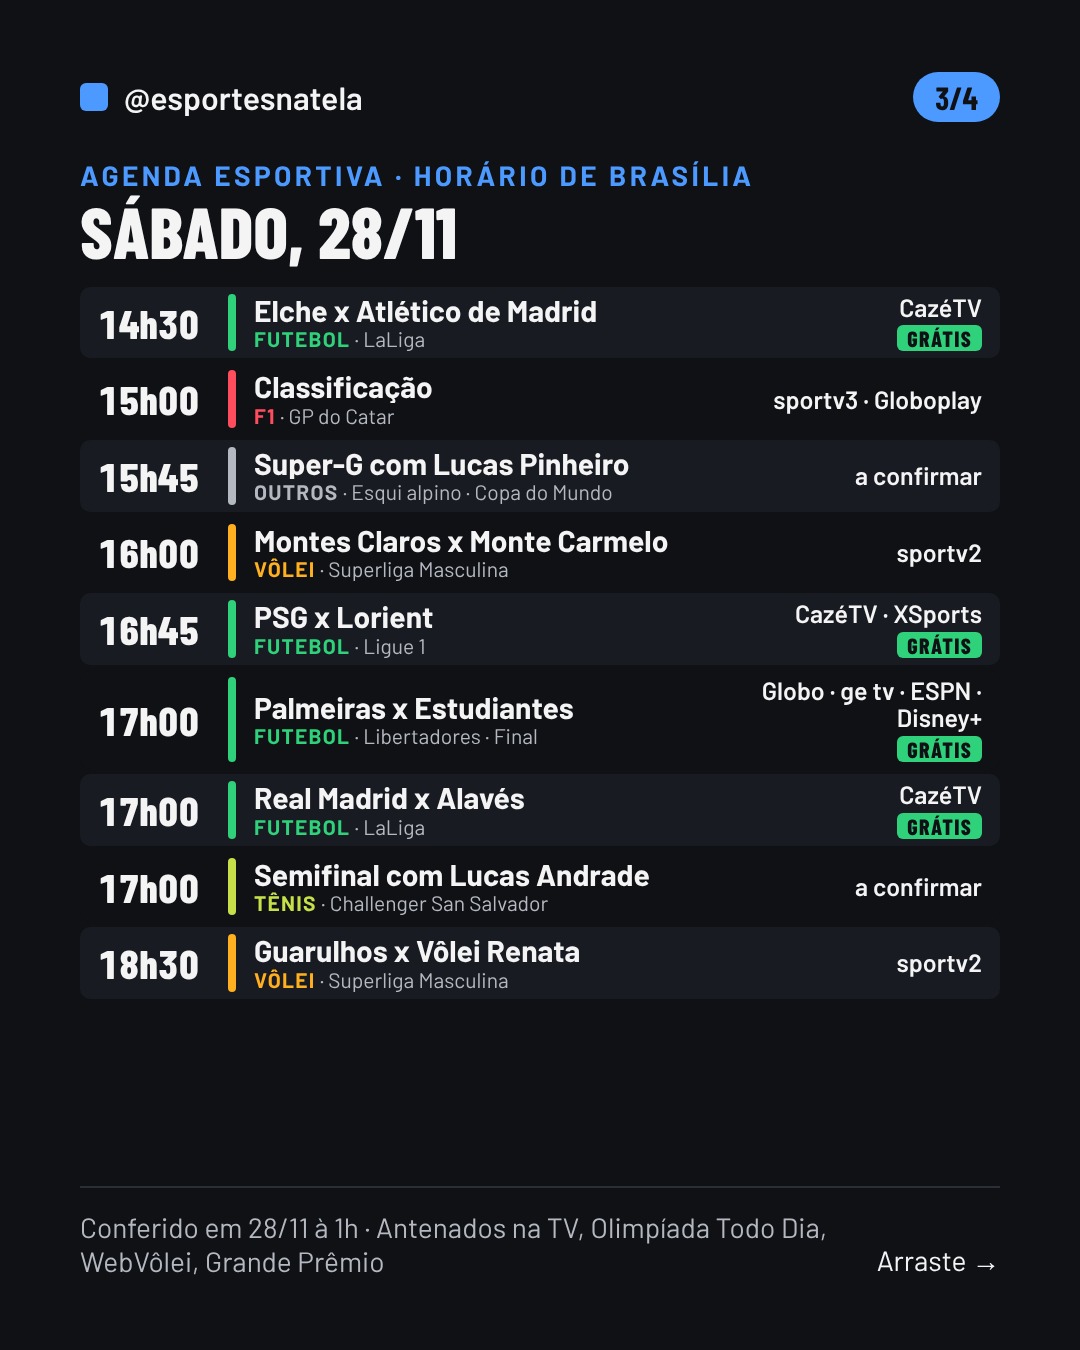 @esportesnatela
3/4
AGENDA ESPORTIVA · HORÁRIO DE BRASÍLIA
SÁBADO, 28/11
14h30
Elche x Atlético de Madrid
FUTEBOL · LaLiga
CazéTV
GRÁTIS
15h00
Classificação
F1 · GP do Catar
sportv3 · Globoplay
15h45
Super-G com Lucas Pinheiro
OUTROS · Esqui alpino · Copa do Mundo
a confirmar
16h00
Montes Claros x Monte Carmelo
VÔLEI · Superliga Masculina
sportv2
16h45
PSG x Lorient
FUTEBOL · Ligue 1
CazéTV · XSports
GRÁTIS
17h00
Palmeiras x Estudiantes
FUTEBOL · Libertadores · Final
Globo · ge tv · ESPN ·
Disney+
GRÁTIS
17h00
Real Madrid x Alavés
FUTEBOL · LaLiga
CazéTV
GRÁTIS
17h00
Semifinal com Lucas Andrade
TÊNIS · Challenger San Salvador
a confirmar
18h30
Guarulhos x Vôlei Renata
VÔLEI · Superliga Masculina
sportv2
Conferido em 28/11 à 1h · Antenados na TV, Olimpíada Todo Dia,
WebVôlei, Grande Prêmio
Arraste →